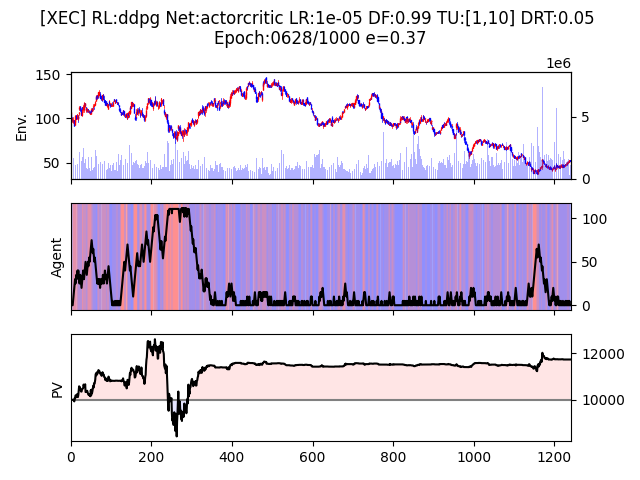 [XEC] RL:ddpg Net:actorcritic LR:1e-05 DF:0.99 TU:[1,10] DRT:0.05
Epoch:0628/1000 e=0.37
1e6
150
100
50
Env.
5
0
Agent
100
50
0
PV
12000
10000
0
200
400
600
800
1000
1200